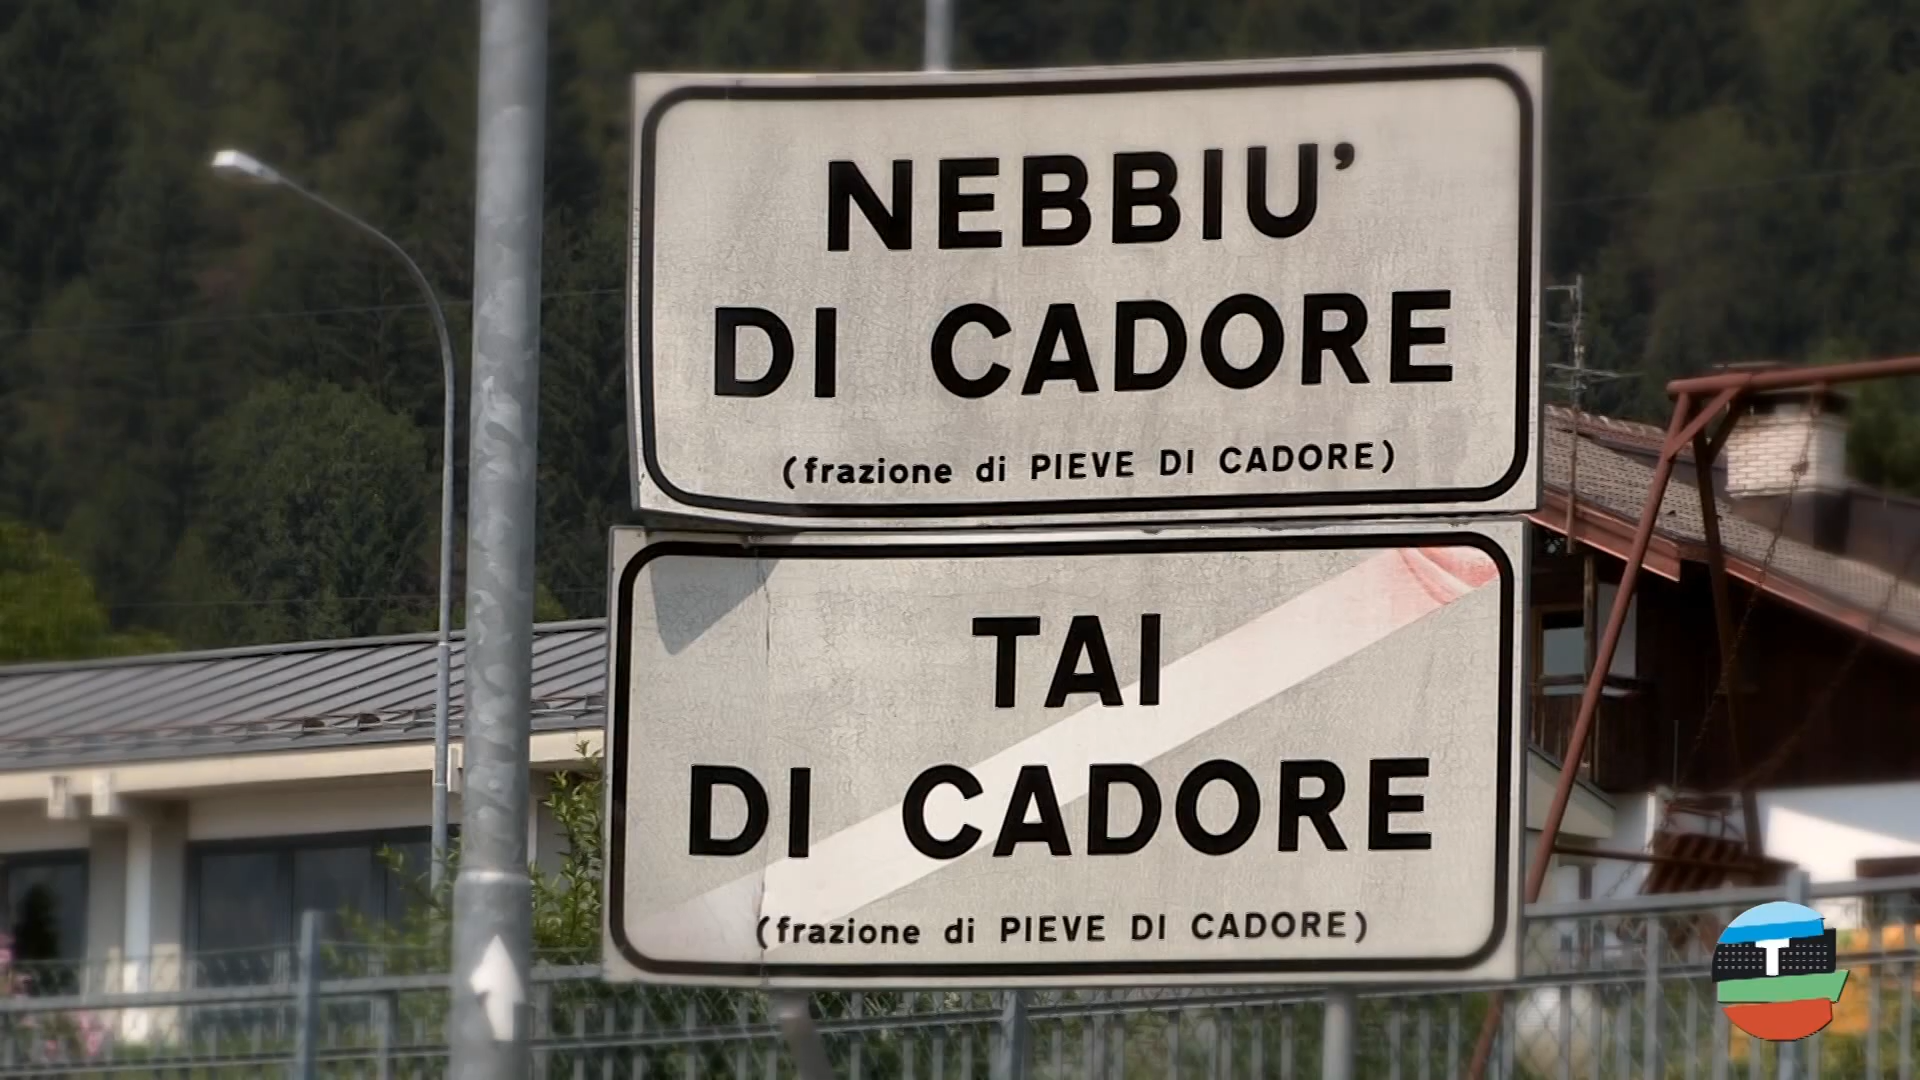 NEBBIU'
DI CADORE
(frazione di PIEVE DI CADORE)
TAI
DI CADORE
(frazione di PIEVE DI CADORE)
T